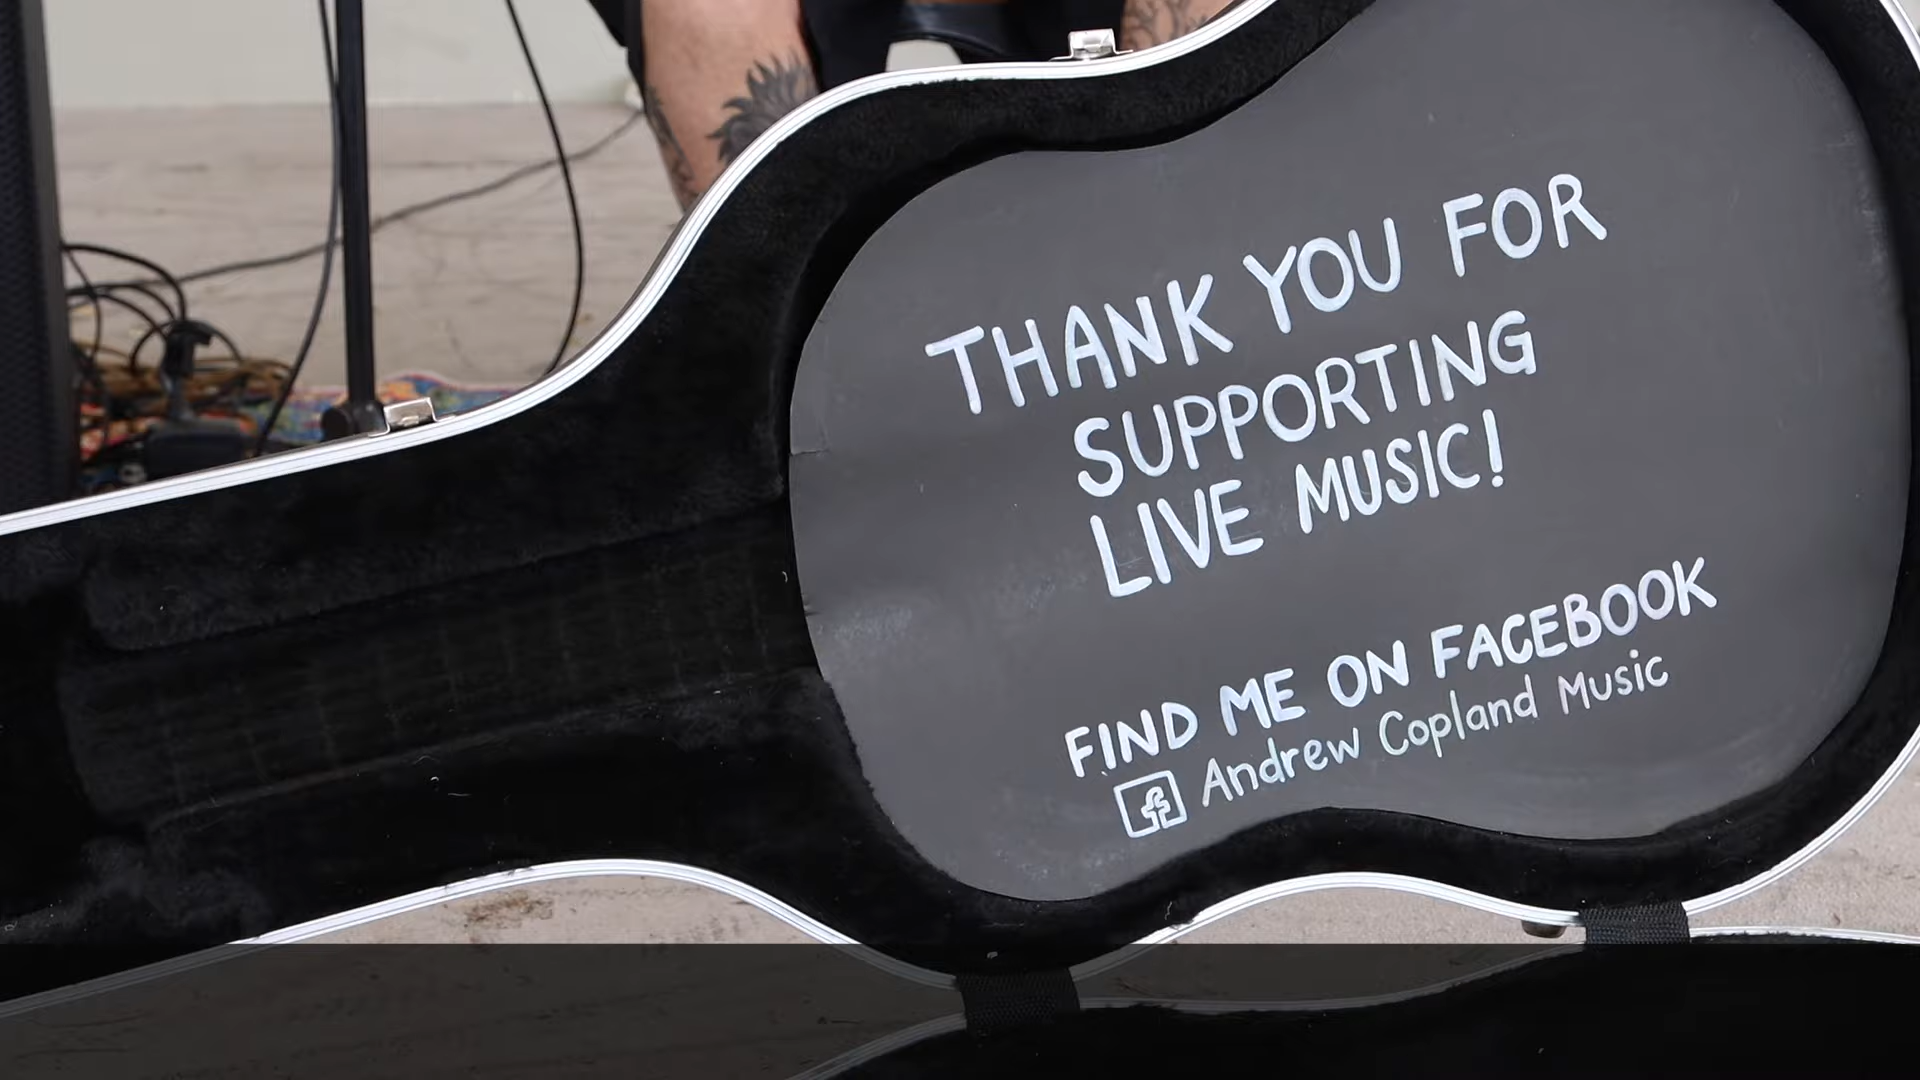 THANK YOU FOR
SUPPORTING
LIVE MUSIC!
FIND ME ON FACEBOOK
f Andrew Copland Music